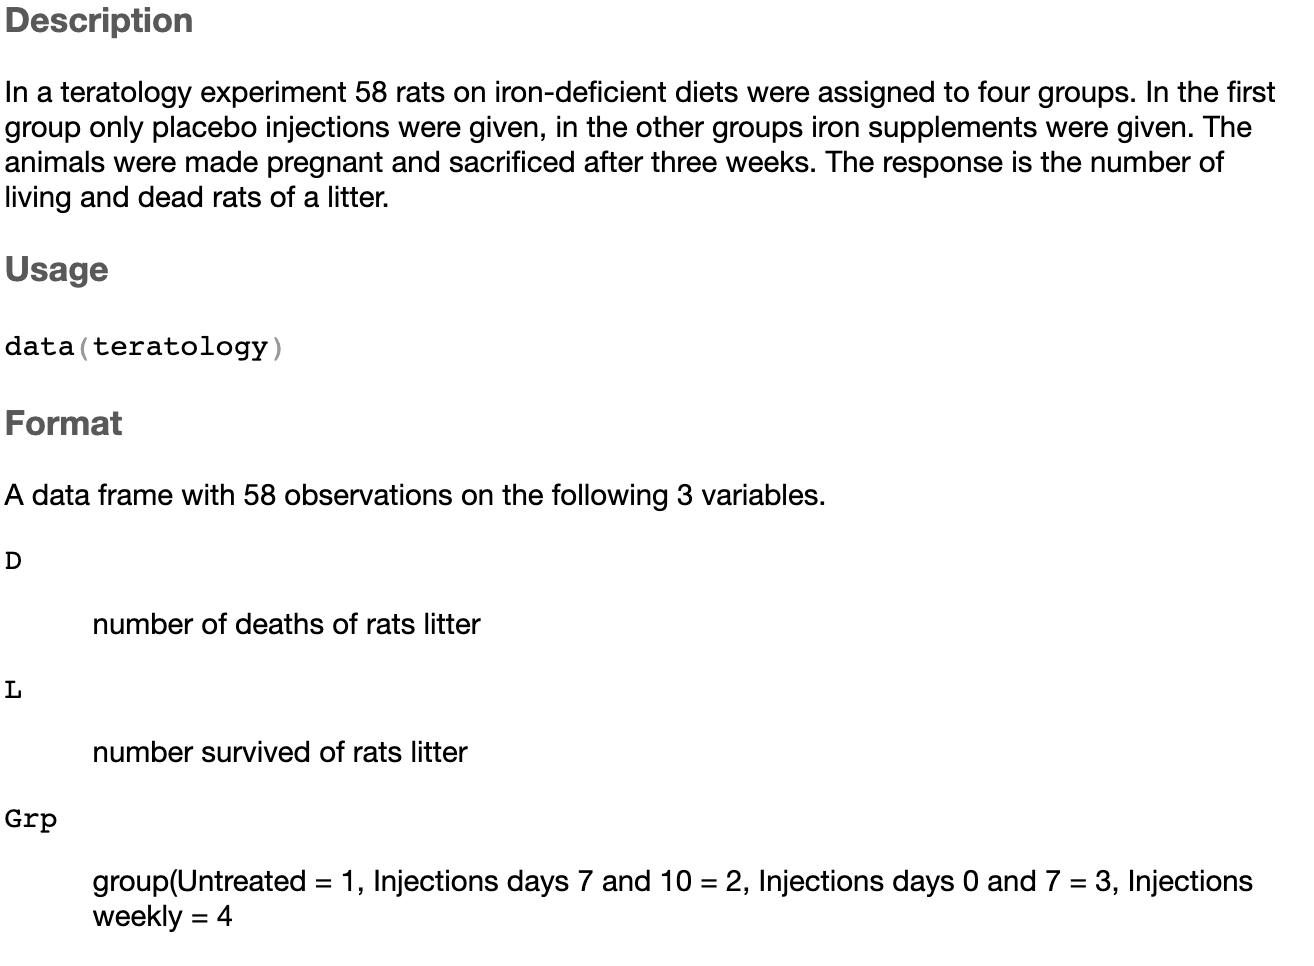 Description
In a teratology experiment 58 rats on iron-deficient diets were assigned to four groups. In the first
group only placebo injections were given, in the other groups iron supplements were given. The
animals were made pregnant and sacrificed after three weeks. The response is the number of
living and dead rats of a litter.
Usage
data(teratology)
Format
A data frame with 58 observations on the following 3 variables.
D
number of deaths of rats litter
L
number survived of rats litter
Grp
group(Untreated = 1, Injections days 7 and 10 = 2, Injections days 0 and 7 = 3, Injections
weekly = 4